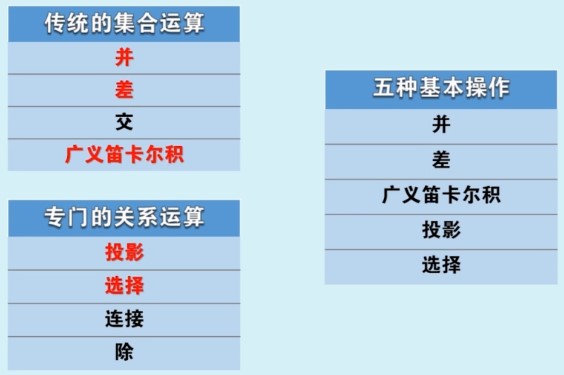 传统的集合运算
并
差
交
广义笛卡尔积
专门的关系运算
投影
选择
连接
除
五种基本操作
并
差
广义笛卡尔积
投影
选择